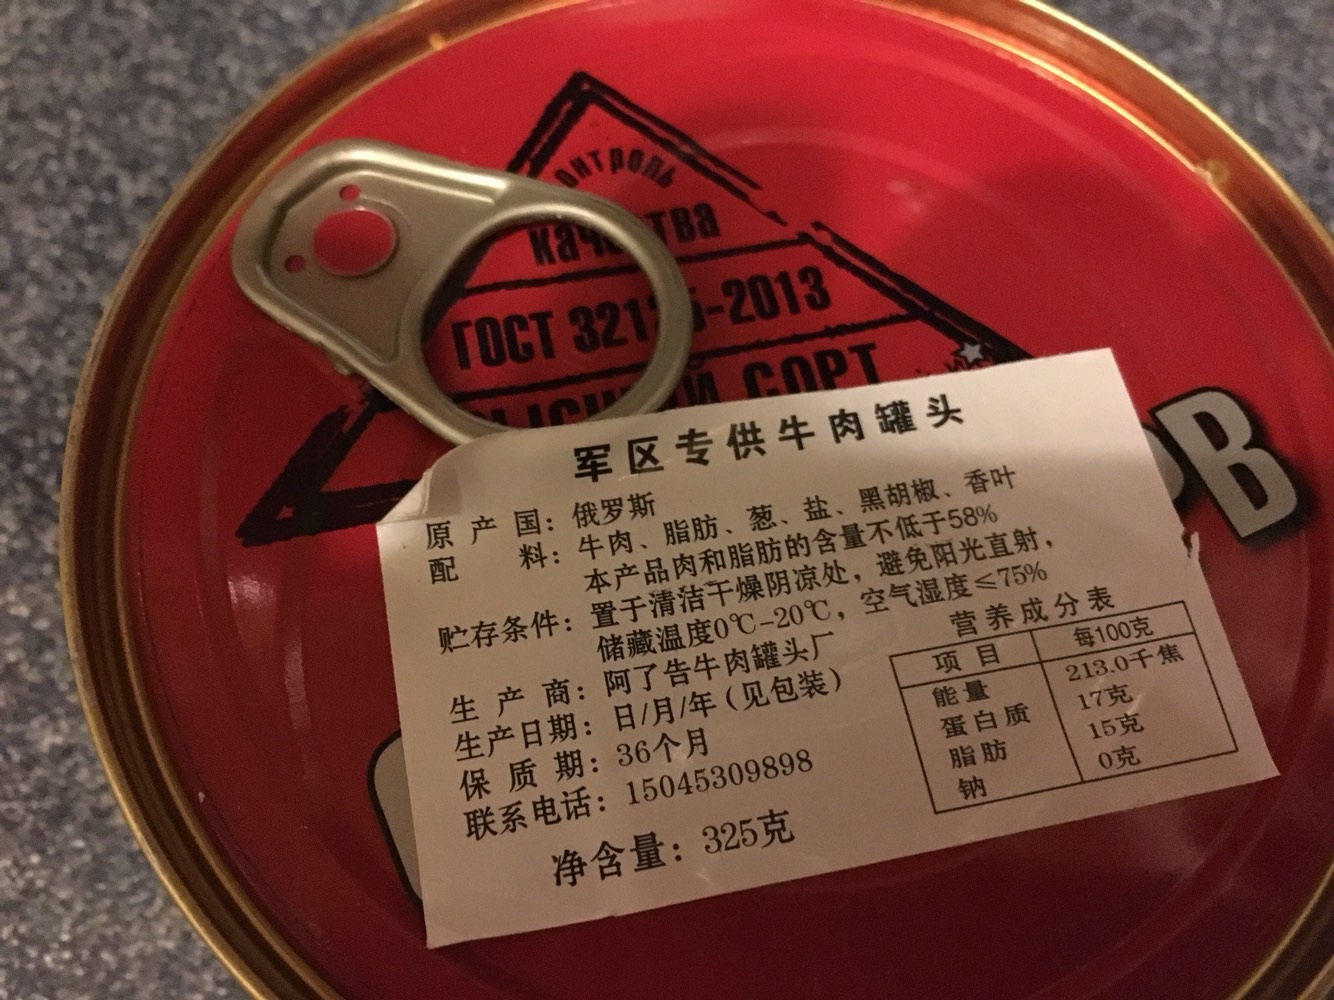 контроль
качества
ГОСТ 32125-2013
ВЫСШИЙ СОРТ
军区专供牛肉罐头
原产国：俄罗斯
配料：牛肉、脂肪、葱、盐、黑胡椒、香叶
本产品肉和脂肪的含量不低于58%
贮存条件：置于清洁干燥阴凉处，避免阳光直射，
储藏温度0℃-20℃，空气湿度≤75%
生产商：阿了告牛肉罐头厂
生产日期：日/月/年（见包装）
保质期：36个月
联系电话：15045309898
净含量：325克
营养成分表
项目 每100克
能量 213.0千焦
蛋白质 17克
脂肪 15克
钠 0克